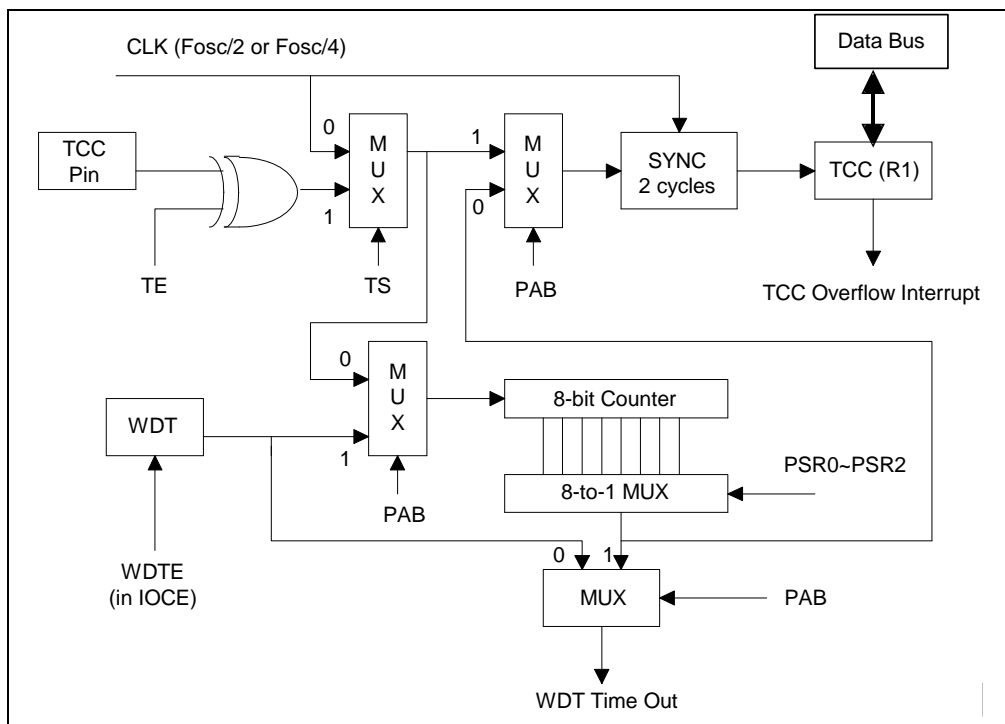 CLK (Fosc/2 or Fosc/4)
Data Bus
TCC
Pin
0
1
M
U
X
1
0
M
U
X
SYNC
2 cycles
TCC (R1)
TE
TS
PAB
TCC Overflow Interrupt
0
1
M
U
X
8-bit Counter
WDT
PSR0~PSR2
8-to-1 MUX
PAB
WDTE
(in IOCE)
0
1
MUX
PAB
WDT Time Out